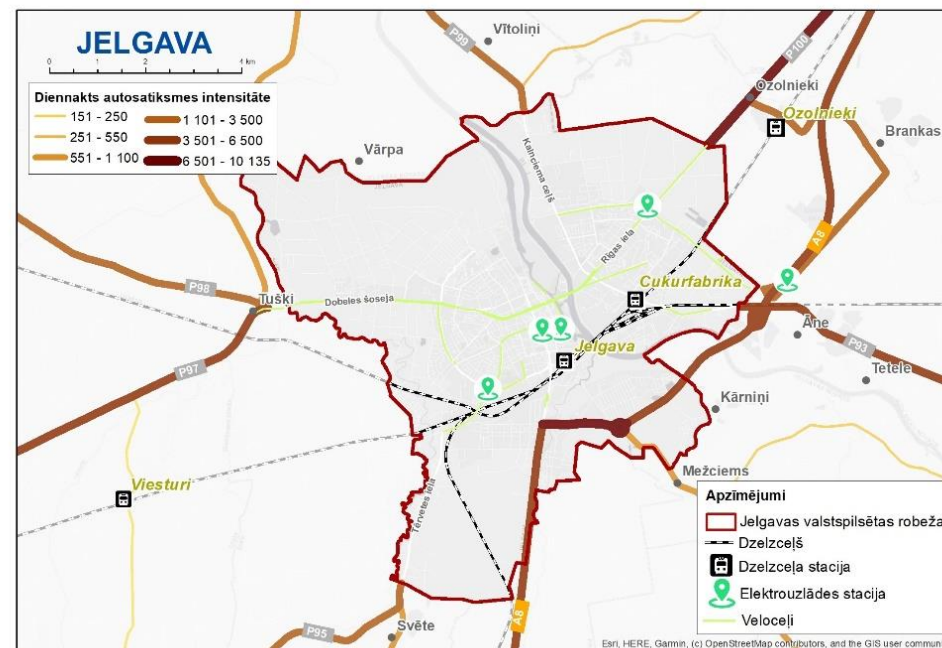 JELGAVA
0 1 2 4 km
Diennakts autosatiksmes intensitāte
151 - 250
251 - 550
551 - 1 100
1 101 - 3 500
3 501 - 6 500
6 501 - 10 135
P99
Vītoliņi
P100
Ozolnieki
Ozolnieki
Brankas
Vārpa
Kalnciema ceļš
Rīgas iela
A8
Cukurfabrika
P98
Tušķi
Dobeles šoseja
Āne
P93
Jelgava
P97
Tetele
Kārniņi
Viesturi
Mežciems
Tērvetes iela
A8
P95
Svēte
Apzīmējumi
Jelgavas valstspilsētas robeža
Dzelzceļš
Dzelzceļa stacija
Elektrouzlādes stacija
Veloceļi
Esri, HERE, Garmin, (c) OpenStreetMap contributors, and the GIS user communi